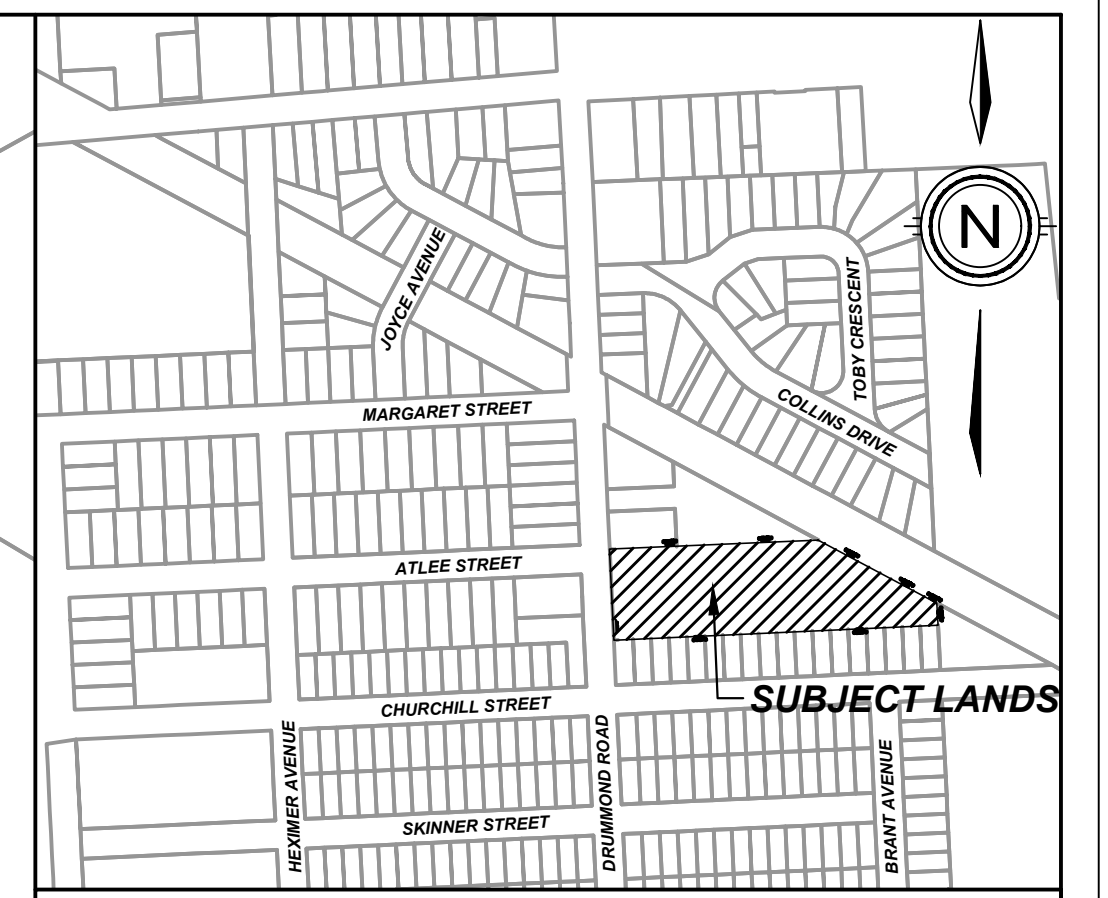 N
JOYCE AVENUE
TOBY CRESCENT
MARGARET STREET
COLLINS DRIVE
ATLEE STREET
SUBJECT LANDS
CHURCHILL STREET
HEXIMER AVENUE
DRUMMOND ROAD
BRANT AVENUE
SKINNER STREET